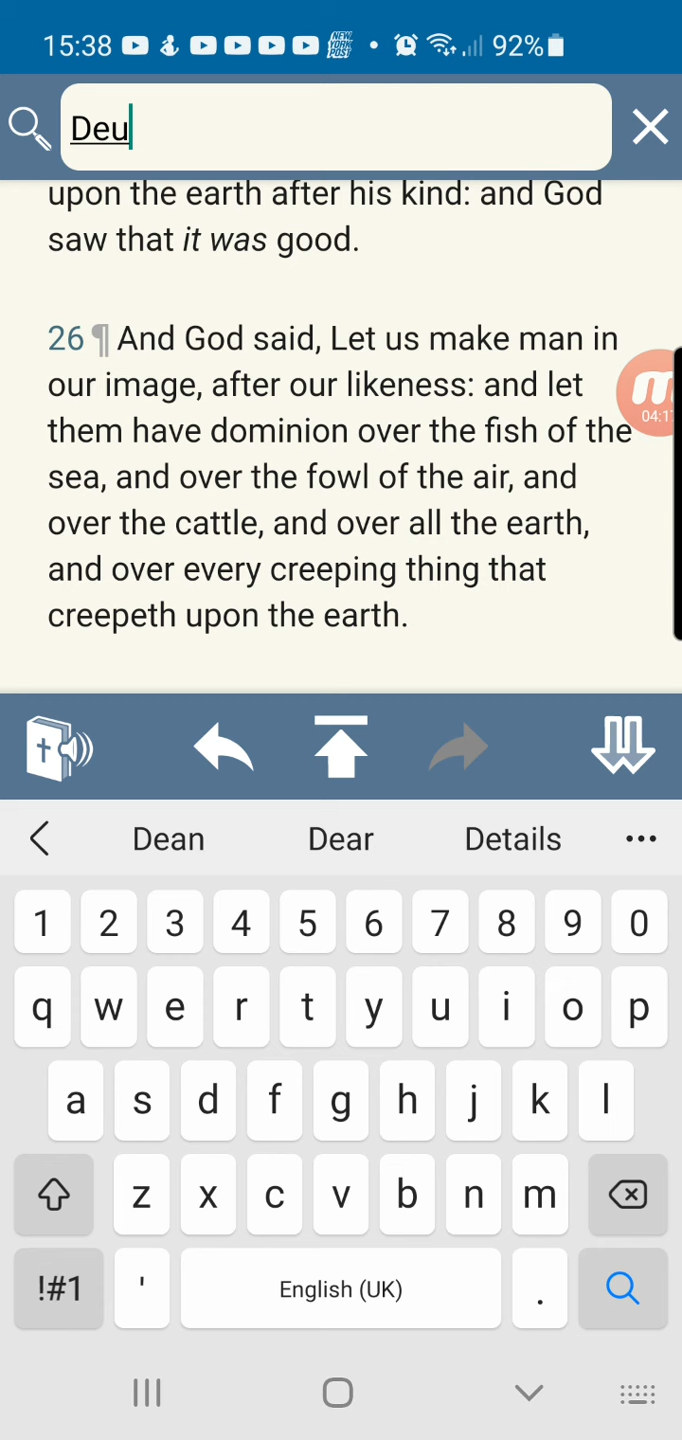 15:38 NEW YORK POST 92%
Deu
upon the earth after his kind: and God
saw that it was good.
26 ¶ And God said, Let us make man in
our image, after our likeness: and let
them have dominion over the fish of the
sea, and over the fowl of the air, and
over the cattle, and over all the earth,
and over every creeping thing that
creepeth upon the earth.
04:1
Dean Dear Details ...
1 2 3 4 5 6 7 8 9 0
q w e r t y u i o p
a s d f g h j k l
z x c v b n m
!#1 ' English (UK) .